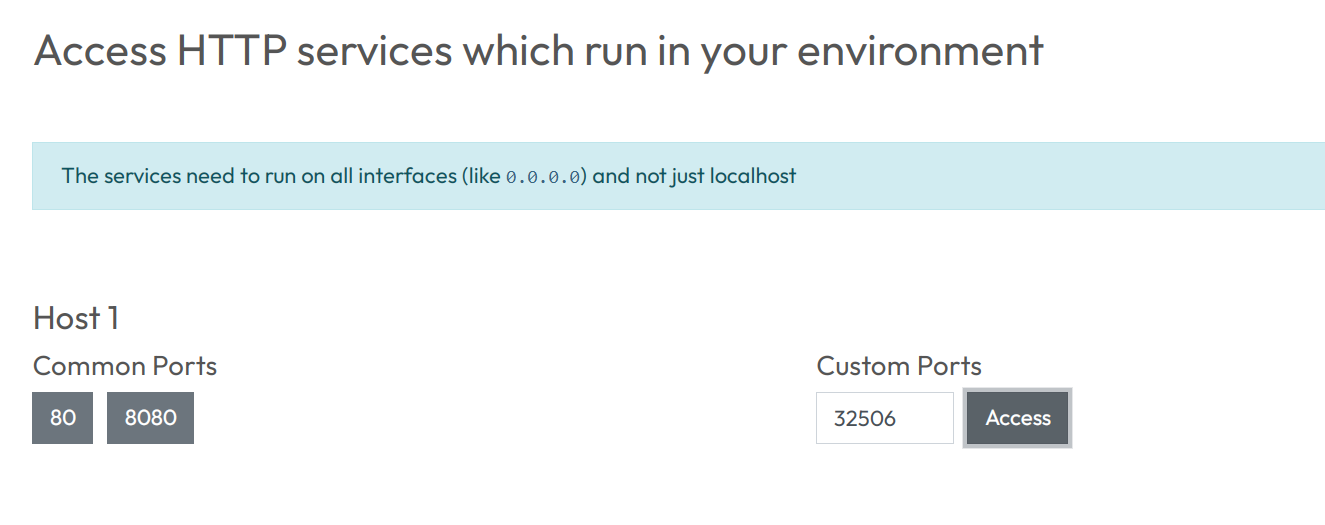 Access HTTP services which run in your environment
The services need to run on all interfaces (like 0.0.0.0) and not just localhost
Host 1
Common Ports
80 8080
Custom Ports
32506 Access